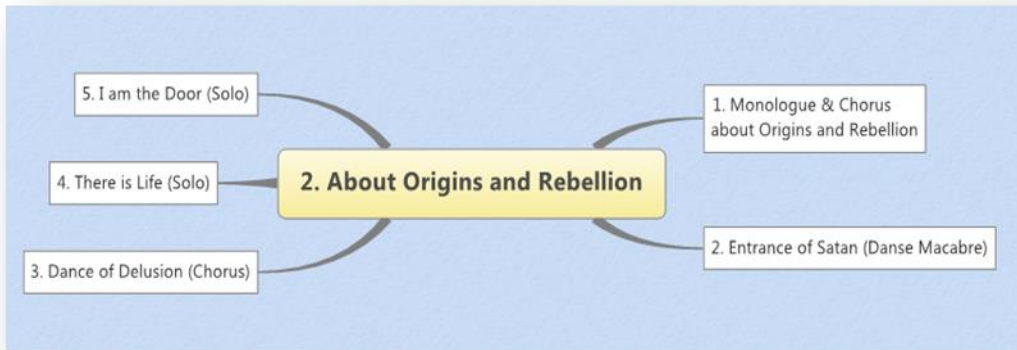 2. About Origins and Rebellion
1. Monologue & Chorus
about Origins and Rebellion
2. Entrance of Satan (Danse Macabre)
3. Dance of Delusion (Chorus)
4. There is Life (Solo)
5. I am the Door (Solo)